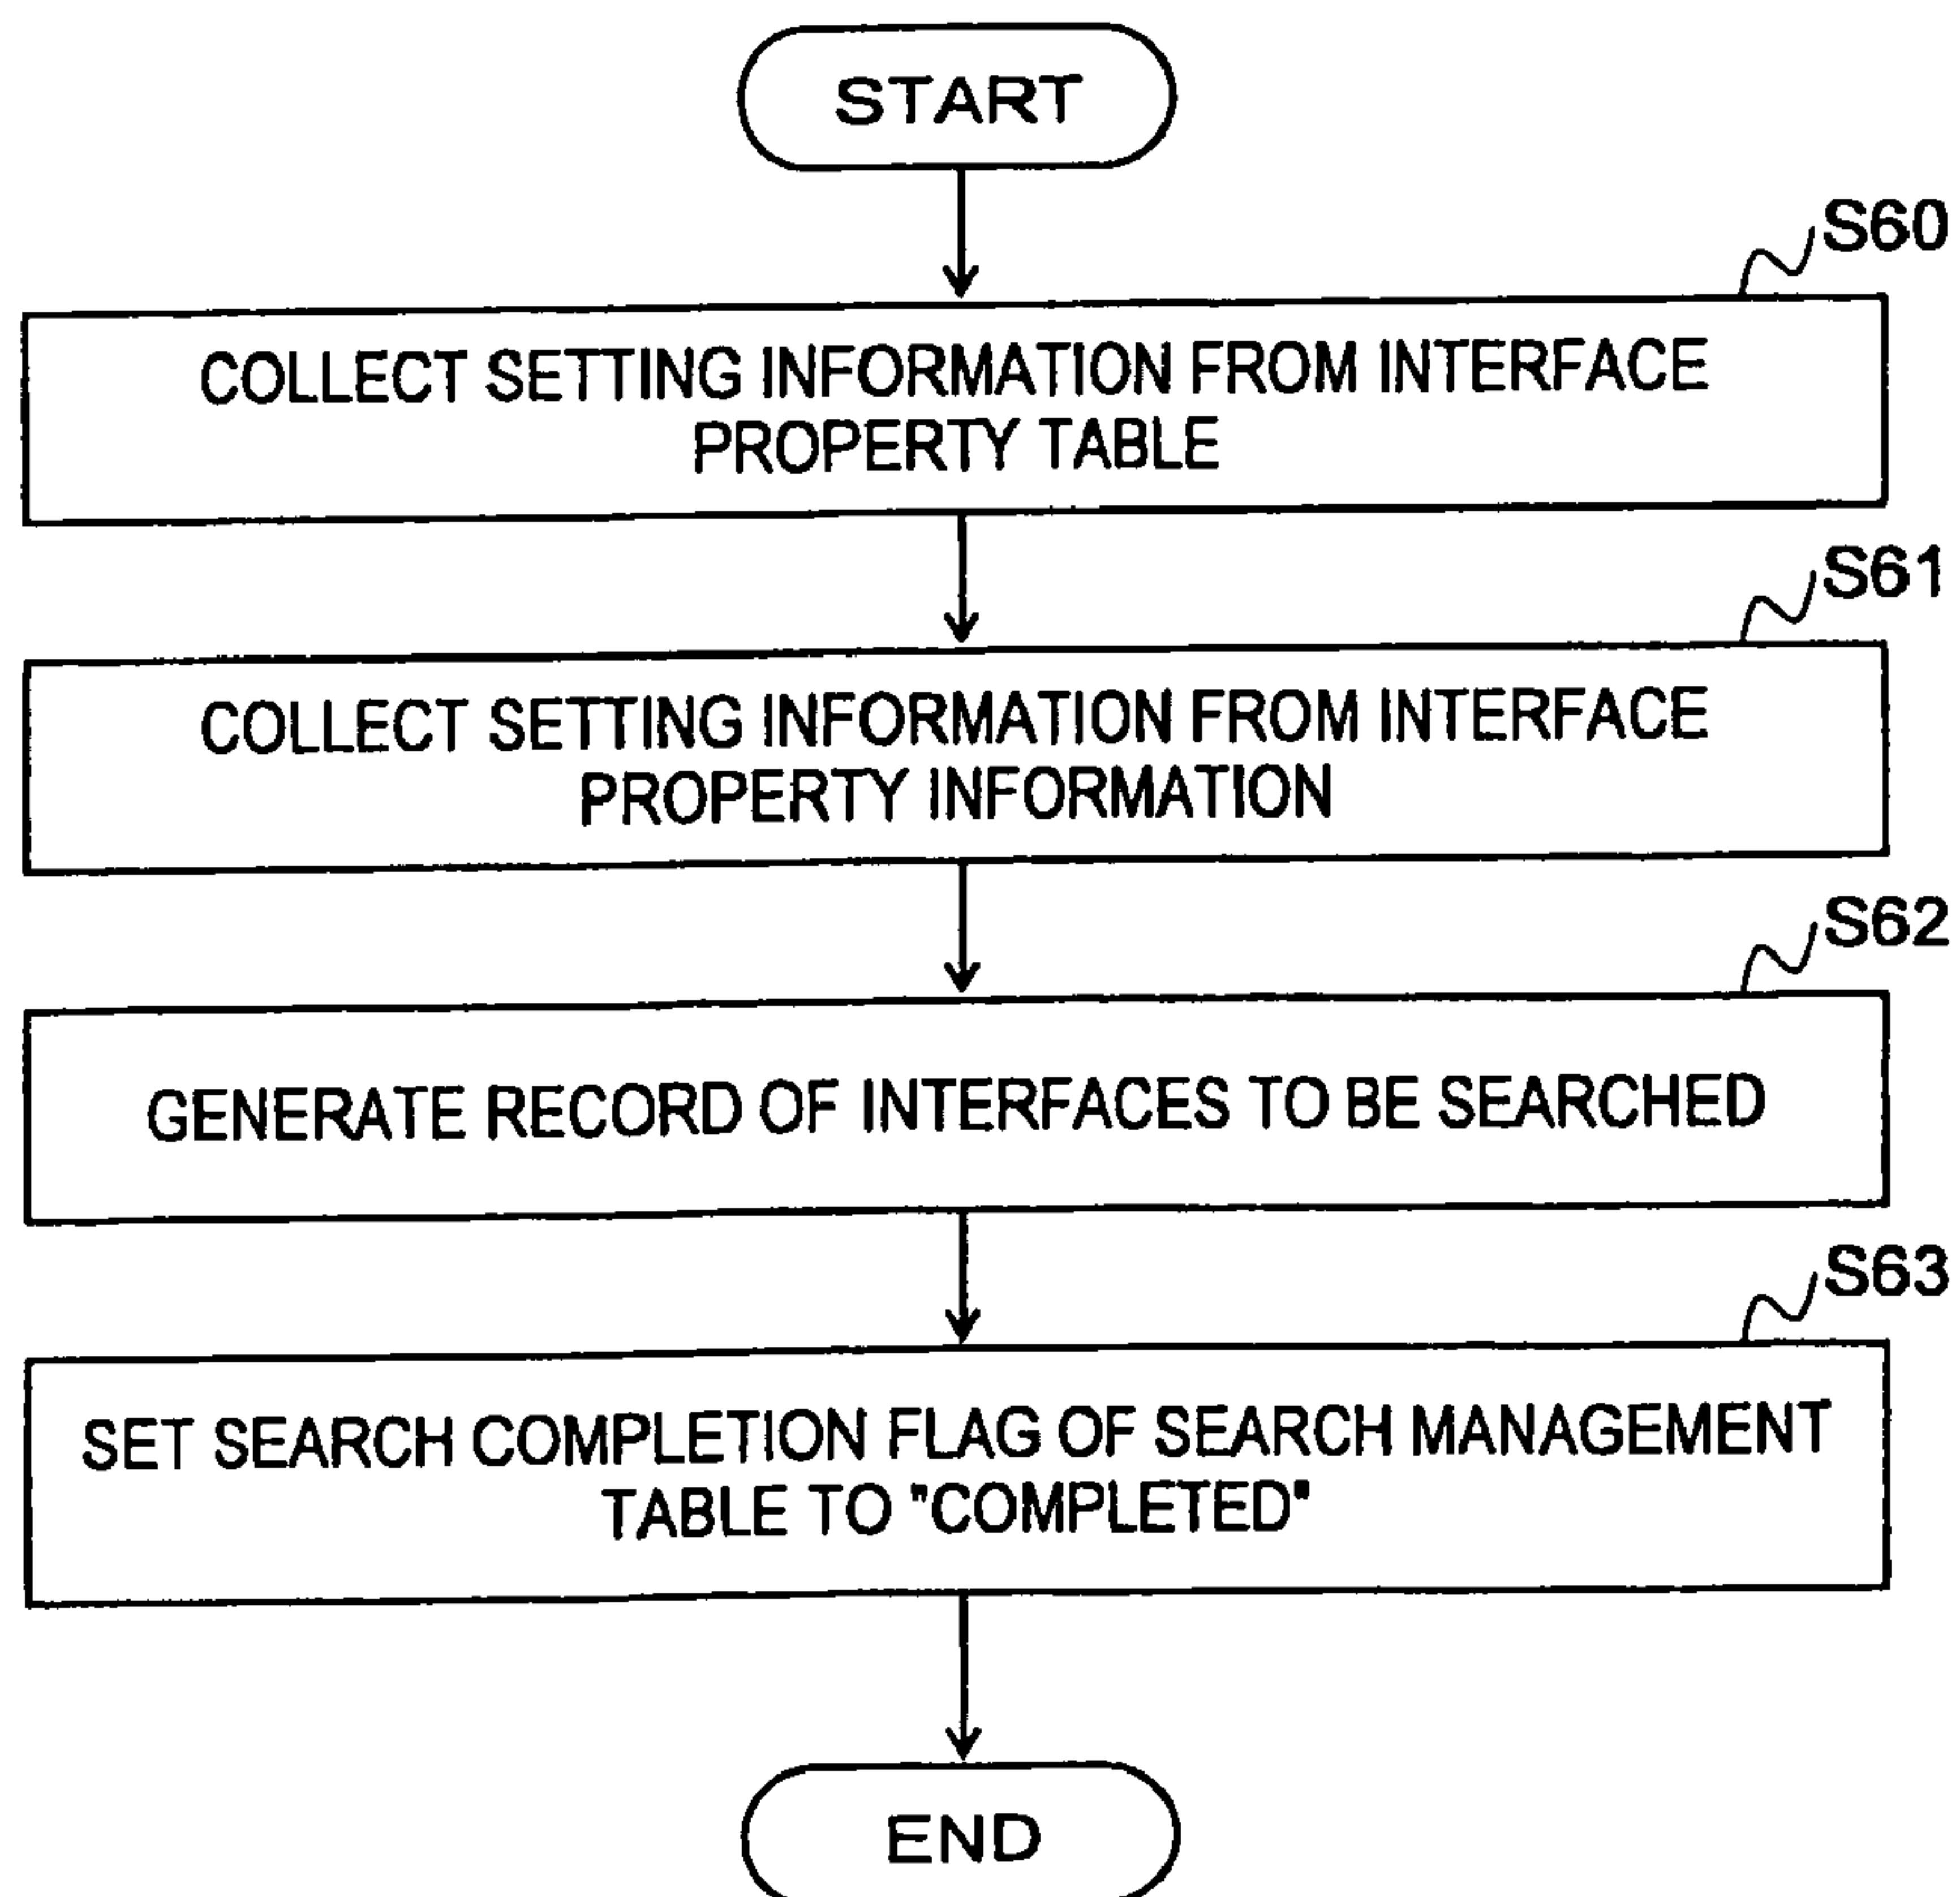 START
S60
COLLECT SETTING INFORMATION FROM INTERFACE
PROPERTY TABLE
S61
COLLECT SETTING INFORMATION FROM INTERFACE
PROPERTY INFORMATION
S62
GENERATE RECORD OF INTERFACES TO BE SEARCHED
S63
SET SEARCH COMPLETION FLAG OF SEARCH MANAGEMENT
TABLE TO "COMPLETED"
END